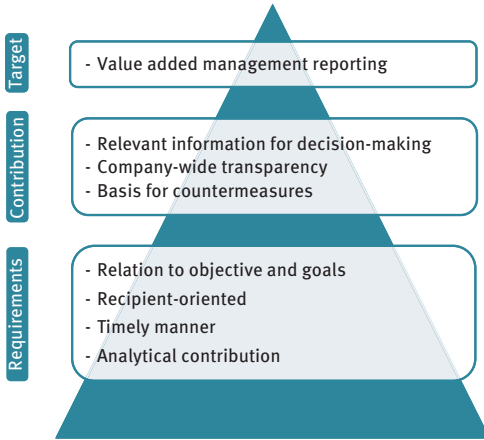 Target
- Value added management reporting
Contribution
- Relevant information for decision-making
- Company-wide transparency
- Basis for countermeasures
Requirements
- Relation to objective and goals
- Recipient-oriented
- Timely manner
- Analytical contribution